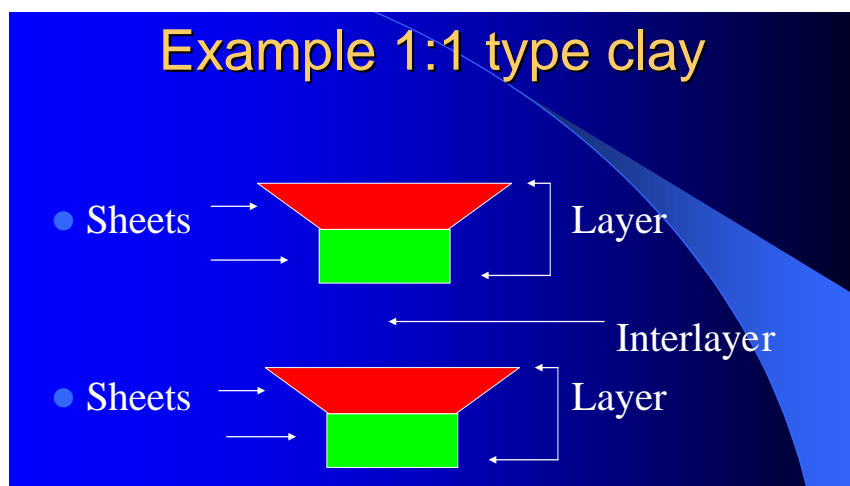 Example 1:1 type clay
Sheets
Layer
Interlayer
Sheets
Layer